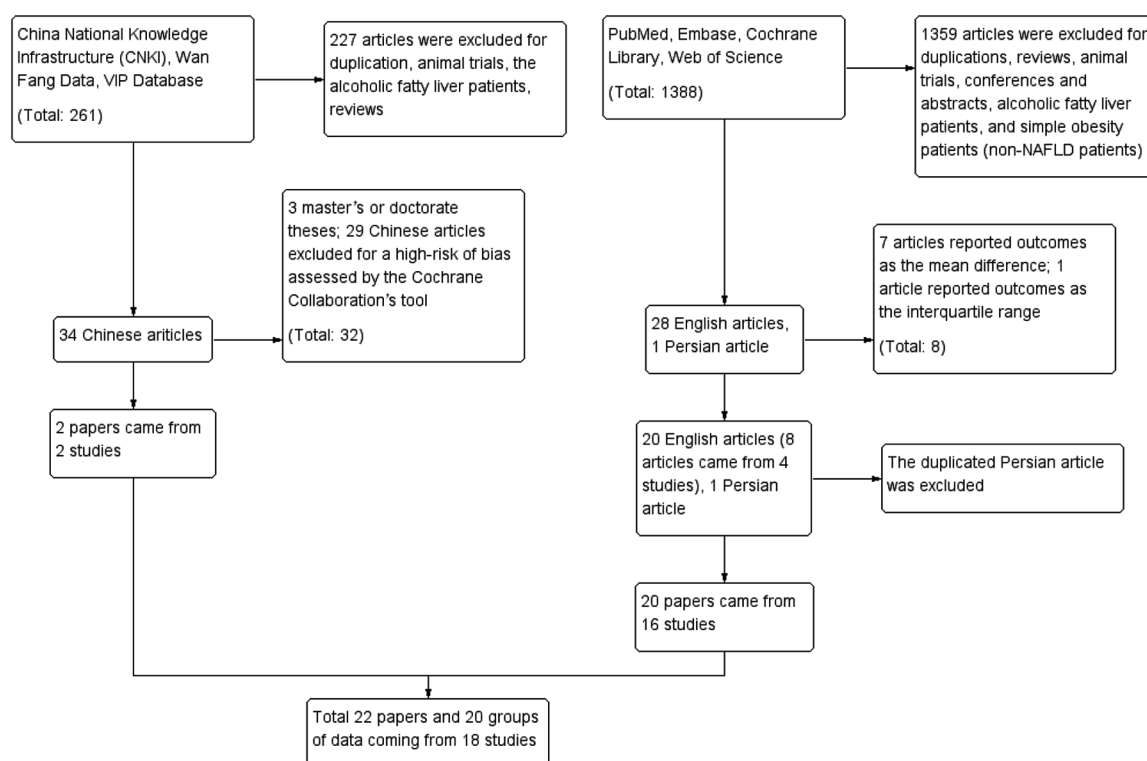 China National Knowledge
Infrastructure (CNKI), Wan
Fang Data, VIP Database
(Total: 261)
227 articles were excluded for
duplication, animal trials, the
alcoholic fatty liver patients,
reviews
PubMed, Embase, Cochrane
Library, Web of Science
(Total: 1388)
1359 articles were excluded for
duplications, reviews, animal
trials, conferences and
abstracts, alcoholic fatty liver
patients, and simple obesity
patients (non-NAFLD patients)
3 master's or doctorate
theses; 29 Chinese articles
excluded for a high-risk of bias
assessed by the Cochrane
Collaboration's tool
(Total: 32)
34 Chinese ariticles
7 articles reported outcomes
as the mean difference; 1
article reported outcomes as
the interquartile range
(Total: 8)
28 English articles,
1 Persian article
2 papers came from
2 studies
20 English articles (8
articles came from 4
studies), 1 Persian
article
The duplicated Persian article
was excluded
20 papers came from
16 studies
Total 22 papers and 20 groups
of data coming from 18 studies